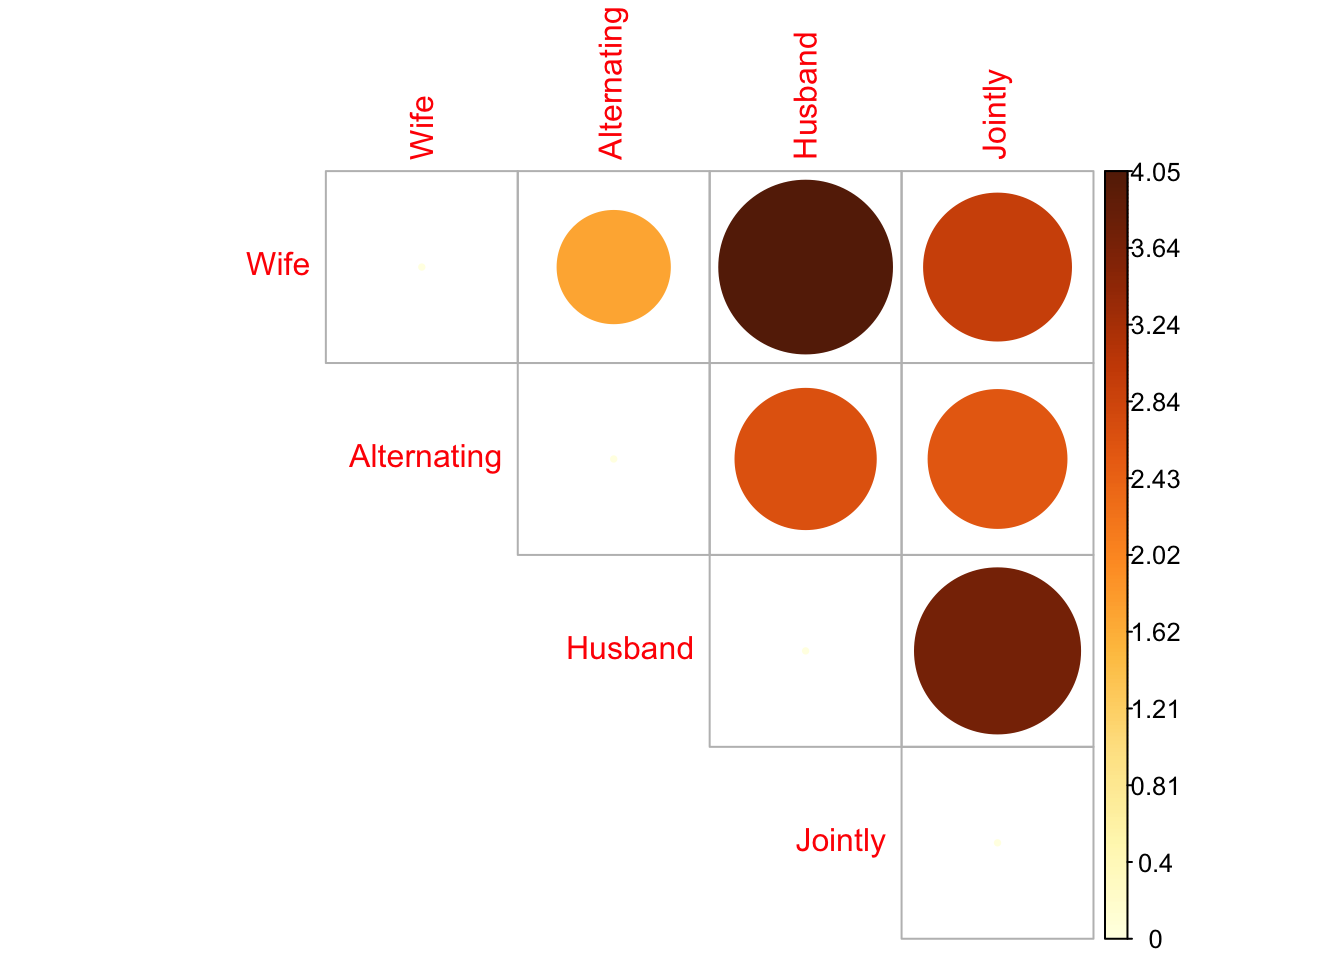 Wife
Alternating
Husband
Jointly
Wife
Alternating
Husband
Jointly
4.05
3.64
3.24
2.84
2.43
2.02
1.62
1.21
0.81
0.4
0